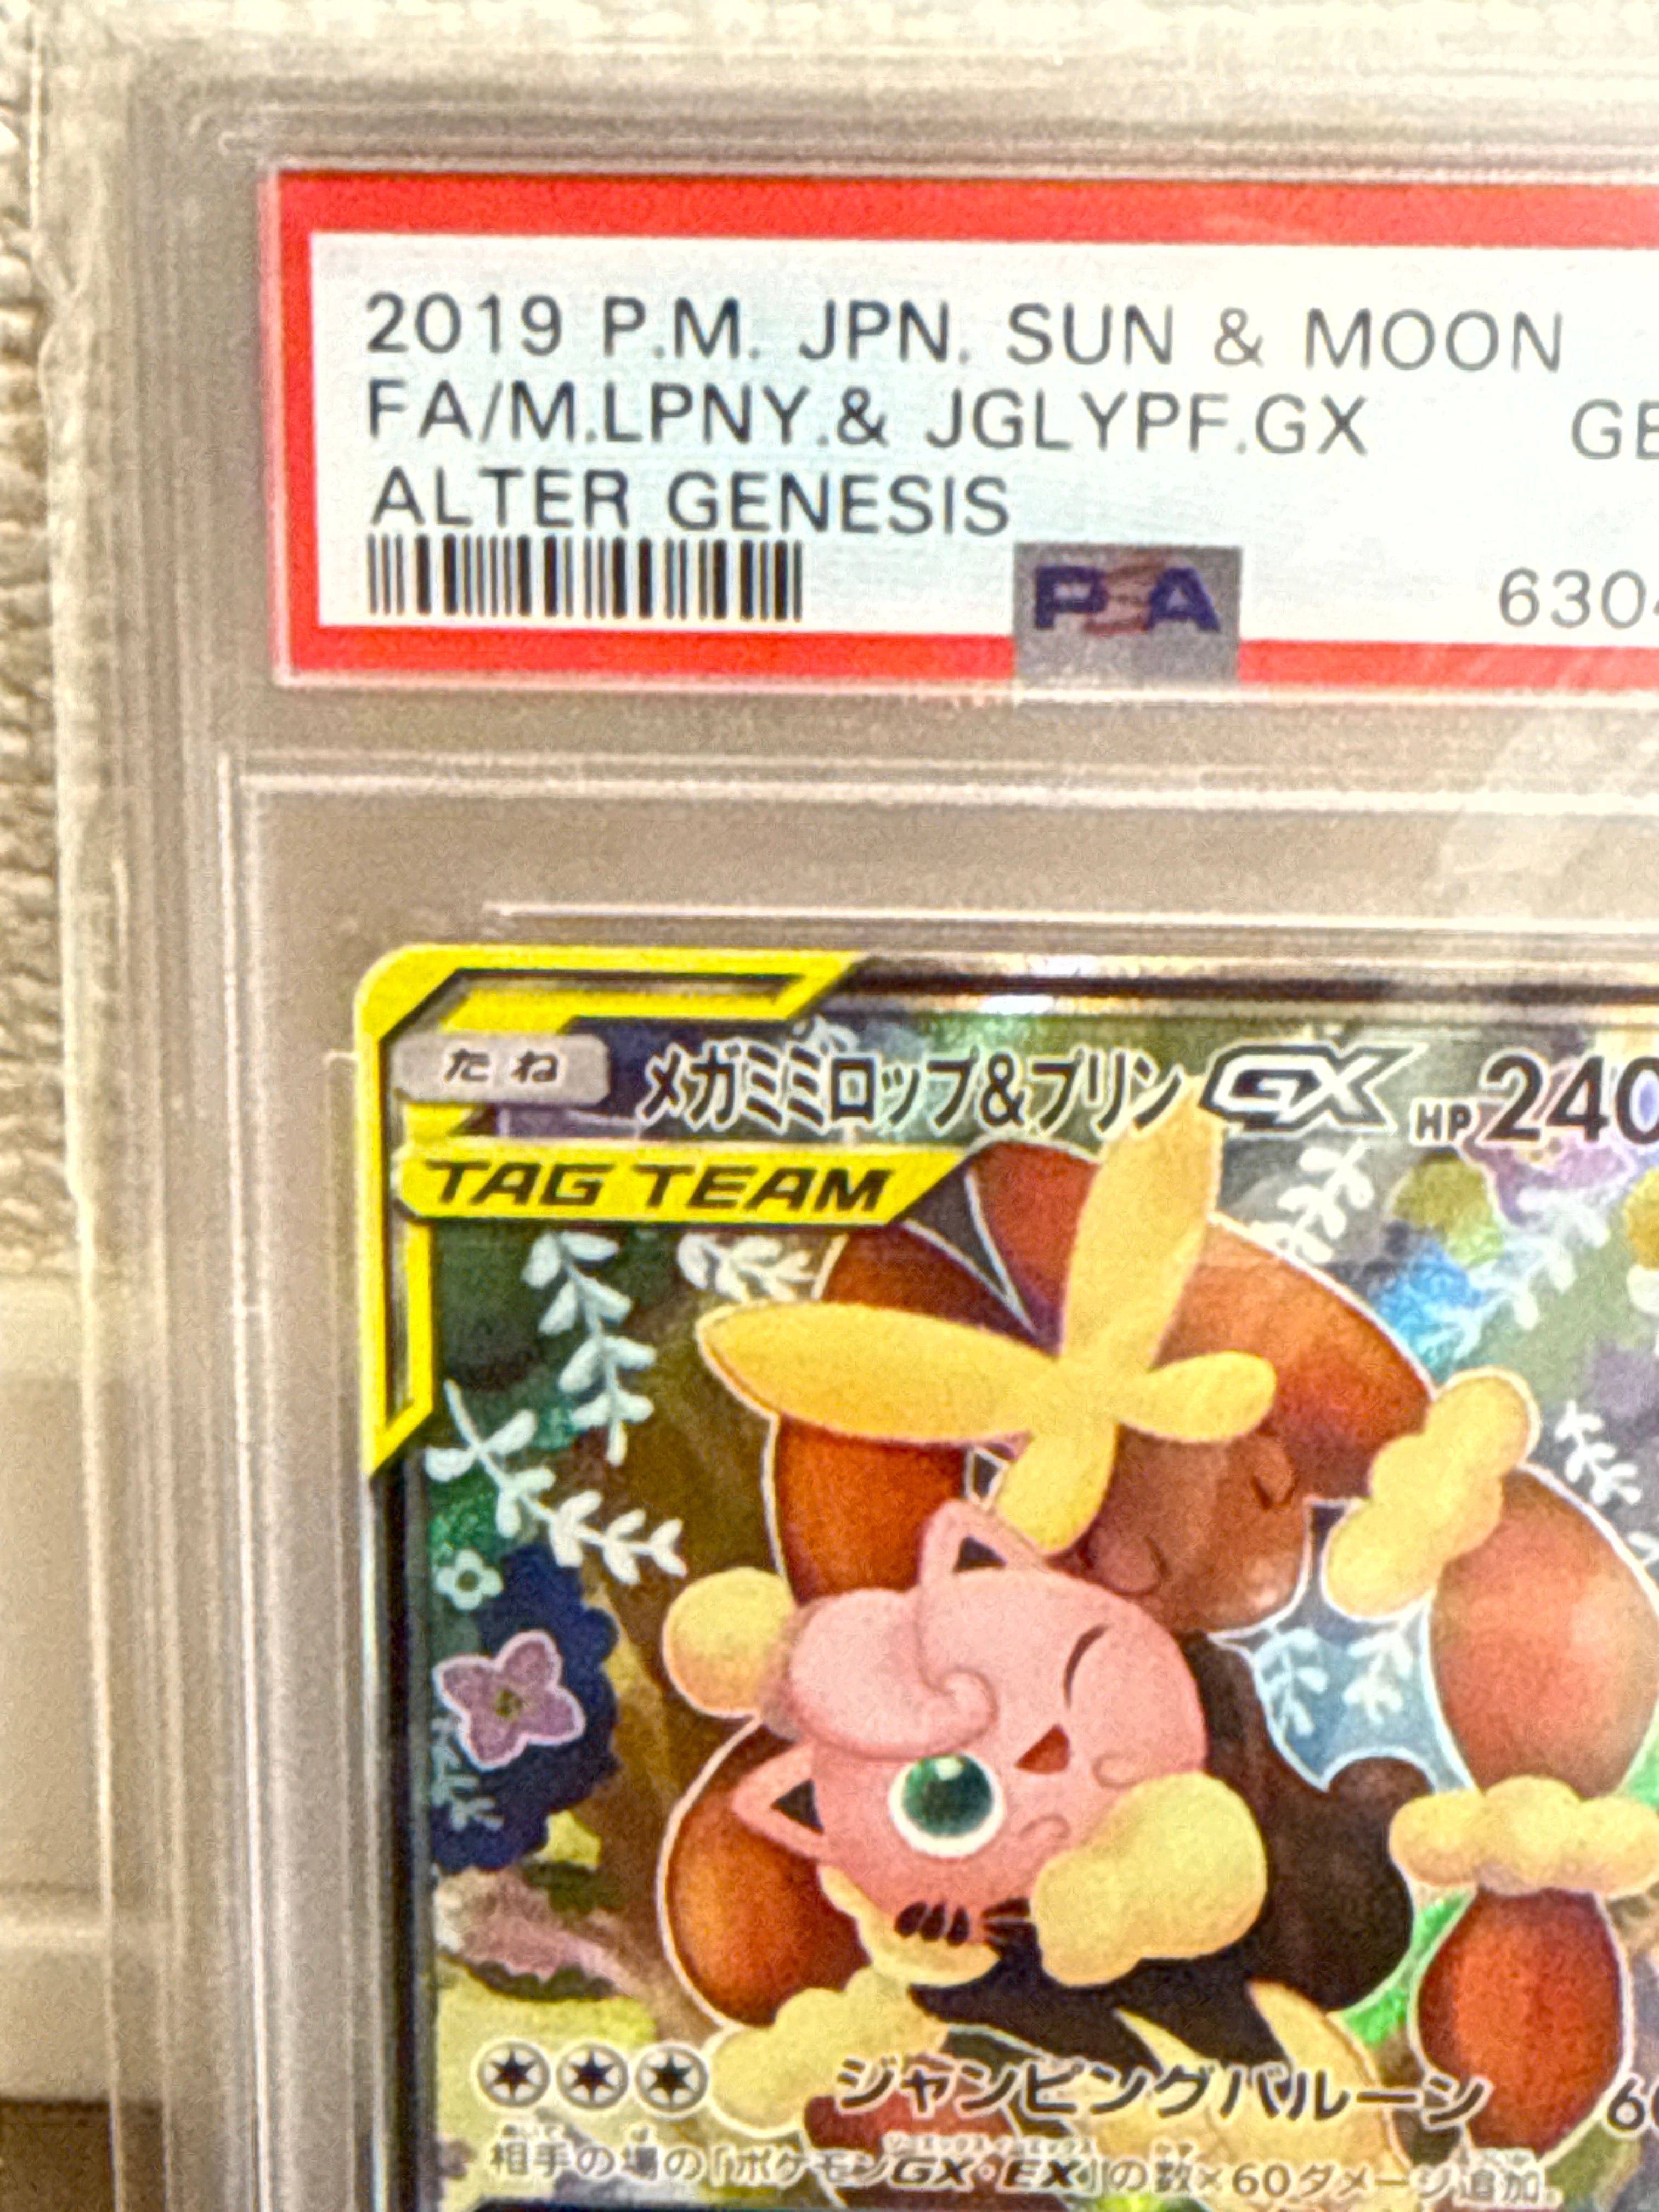 2019 P.M. JPN. SUN & MOON
FA/M.LPNY.& JGLYPF.GX
ALTER GENESIS
PSA
たね
メガミミロップ&プリンGX HP240
TAG TEAM
ジャンピングバルーン
相手の場の「ポケモンGX・EX」の数×60ダメージ追加.